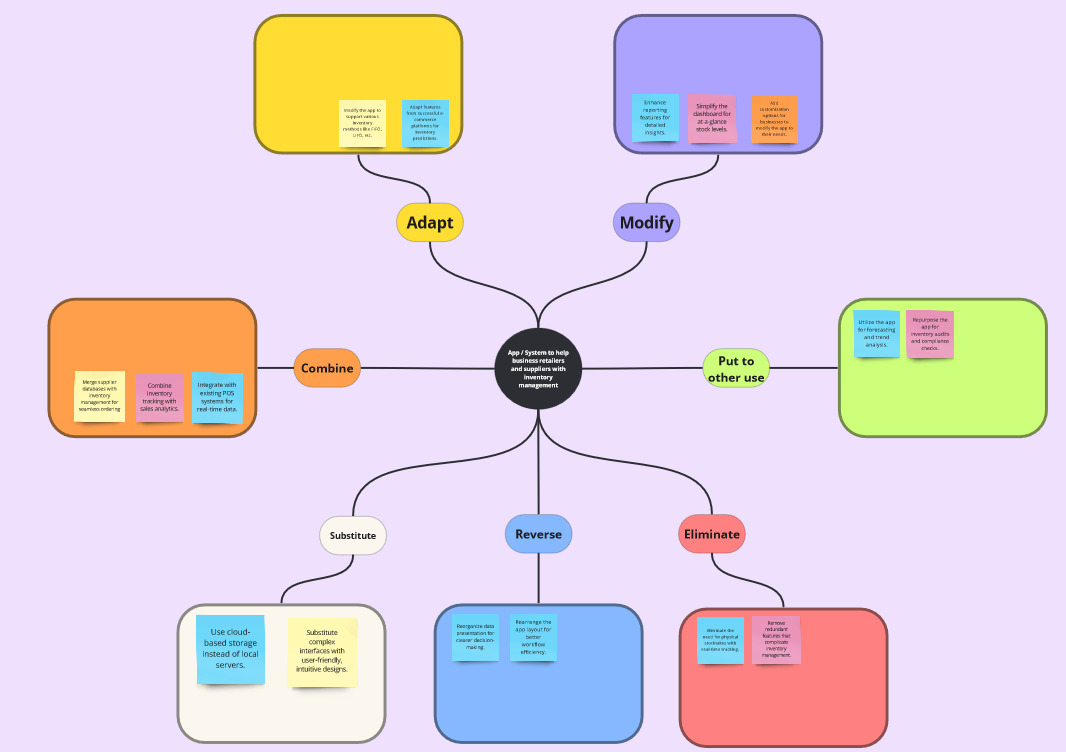 Modify the app to
support various
inventory
methods like FIFO,
LIFO, etc.
Adapt features
from successful e-
commerce
platforms for
inventory
predictions.
Enhance
reporting
features for
detailed
insights.
Simplify the
dashboard for
at-a-glance
stock levels.
Add
customization
options for
businesses to
modify the app to
their needs.
Adapt
Modify
Merge supplier
databases with
inventory
management for
seamless ordering
Combine
inventory
tracking with
sales analytics.
Integrate with
existing POS
systems for
real-time data.
Combine
App / System to help
business retailers
and suppliers with
inventory
management
Put to
other use
Utilize the app
for forecasting
and trend
analysis.
Repurpose the
app for
inventory audits
and compliance
checks.
Substitute
Reverse
Eliminate
Use cloud-
based storage
instead of local
servers.
Substitute
complex
interfaces with
user-friendly,
intuitive designs.
Reorganize data
presentation for
clearer decision-
making.
Rearrange the
app layout for
better
workflow
efficiency.
Eliminate the
need for physical
stocktakes with
real-time tracking.
Remove
redundant
features that
complicate
inventory
management.